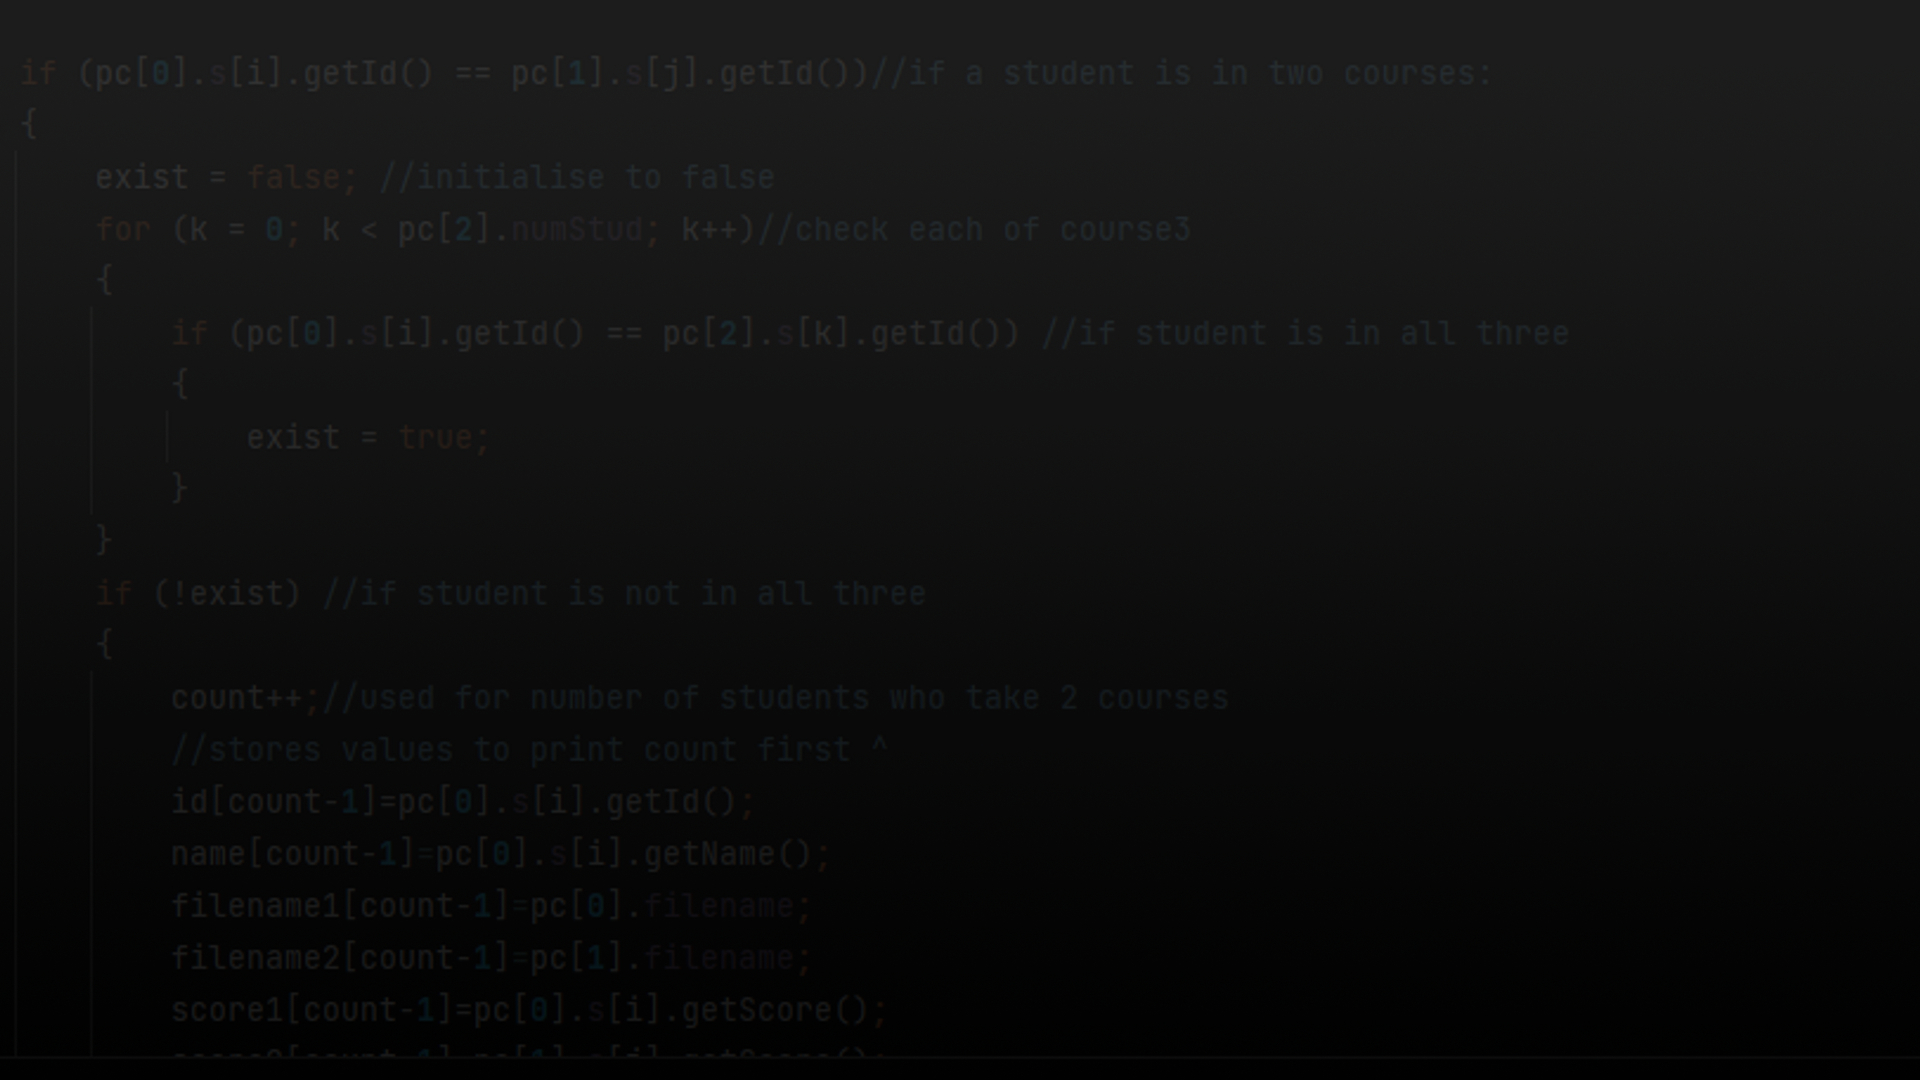 if (pc[0].s[i].getId() == pc[1].s[j].getId())//if a student is in two courses:
{
exist = false; //initialise to false
for (k = 0; k < pc[2].numStud; k++)//check each of course3
{
if (pc[0].s[i].getId() == pc[2].s[k].getId()) //if student is in all three
{
exist = true;
}
}
if (!exist) //if student is not in all three
{
count++;//used for number of students who take 2 courses
//stores values to print count first ^
id[count-1]=pc[0].s[i].getId();
name[count-1]=pc[0].s[i].getName();
filename1[count-1]=pc[0].filename;
filename2[count-1]=pc[1].filename;
score1[count-1]=pc[0].s[i].getScore();